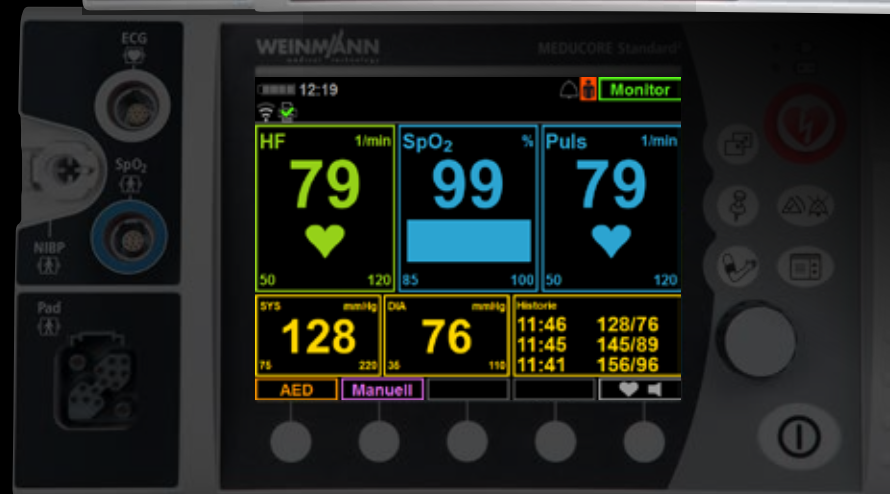 ECG
WEINMANN
medical technology
MEDUCORE Standard²
12:19
Monitor
HF 1/min
79
50 120
SpO₂ %
99
85 100
Puls 1/min
79
50 120
SpO₂
NIBP
SYS mmHg
128
75 220
DIA mmHg
76
35 110
Historie
11:46 128/76
11:45 145/89
11:41 156/96
Pad
AED
Manuell